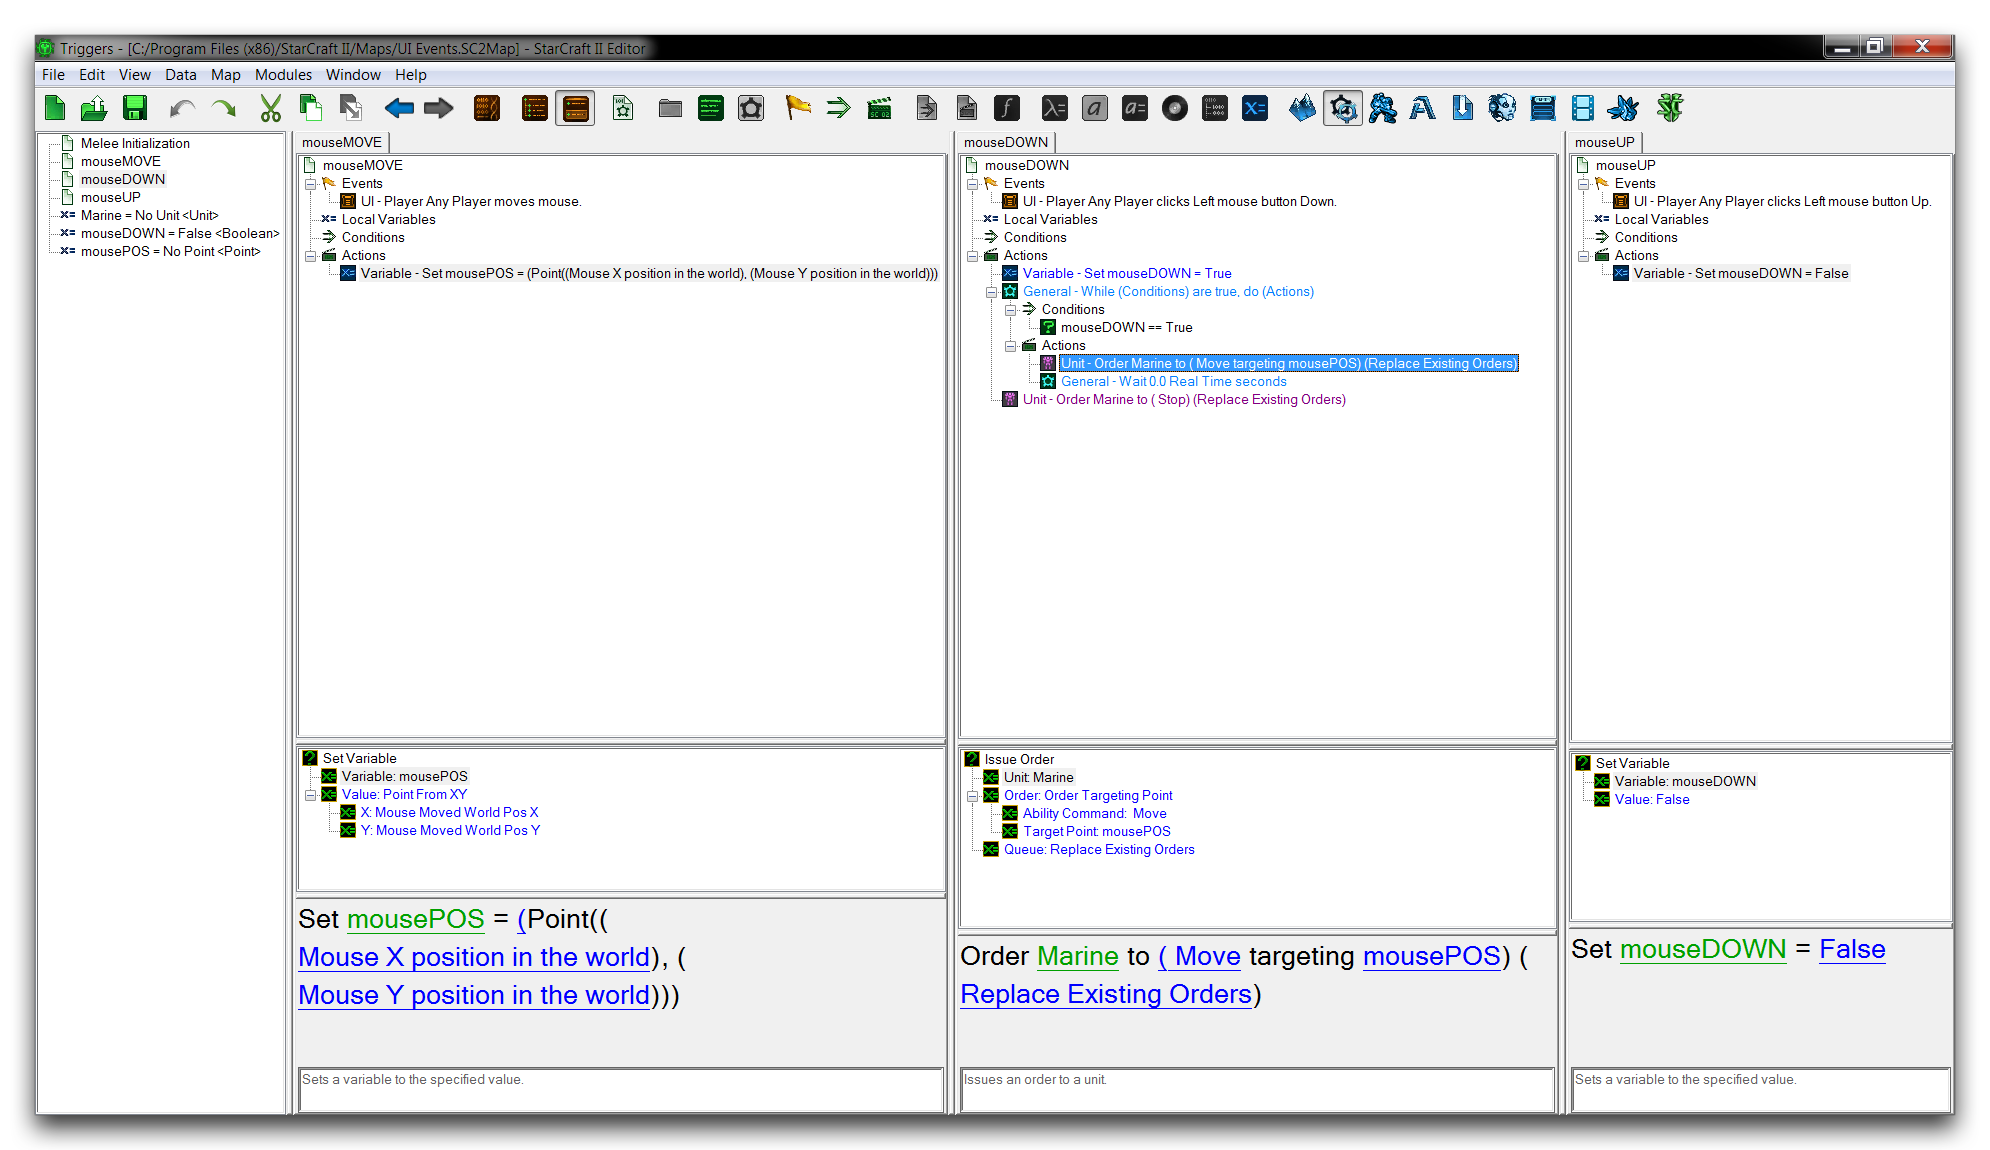 Triggers - [C:/Program Files (x86)/StarCraft II/Maps/UI Events.SC2Map] - StarCraft II Editor
File Edit View Data Map Modules Window Help
Melee Initialization
mouseMOVE
mouseDOWN
mouseUP
Marine = No Unit <Unit>
mouseDOWN = False <Boolean>
mousePOS = No Point <Point>
mouseMOVE
mouseMOVE
Events
UI - Player Any Player moves mouse.
Local Variables
Conditions
Actions
Variable - Set mousePOS = (Point((Mouse X position in the world), (Mouse Y position in the world)))
Set Variable
Variable: mousePOS
Value: Point From XY
X: Mouse Moved World Pos X
Y: Mouse Moved World Pos Y
Set mousePOS = (Point((
Mouse X position in the world), (
Mouse Y position in the world)))
Sets a variable to the specified value.
mouseDOWN
mouseDOWN
Events
UI - Player Any Player clicks Left mouse button Down.
Local Variables
Conditions
Actions
Variable - Set mouseDOWN = True
General - While (Conditions) are true, do (Actions)
Conditions
mouseDOWN == True
Actions
Unit - Order Marine to ( Move targeting mousePOS) (Replace Existing Orders)
General - Wait 0.0 Real Time seconds
Unit - Order Marine to ( Stop) (Replace Existing Orders)
Issue Order
Unit: Marine
Order: Order Targeting Point
Ability Command:  Move
Target Point: mousePOS
Queue: Replace Existing Orders
Order Marine to ( Move targeting mousePOS) (
Replace Existing Orders)
Issues an order to a unit.
mouseUP
mouseUP
Events
UI - Player Any Player clicks Left mouse button Up.
Local Variables
Conditions
Actions
Variable - Set mouseDOWN = False
Set Variable
Variable: mouseDOWN
Value: False
Set mouseDOWN = False
Sets a variable to the specified value.